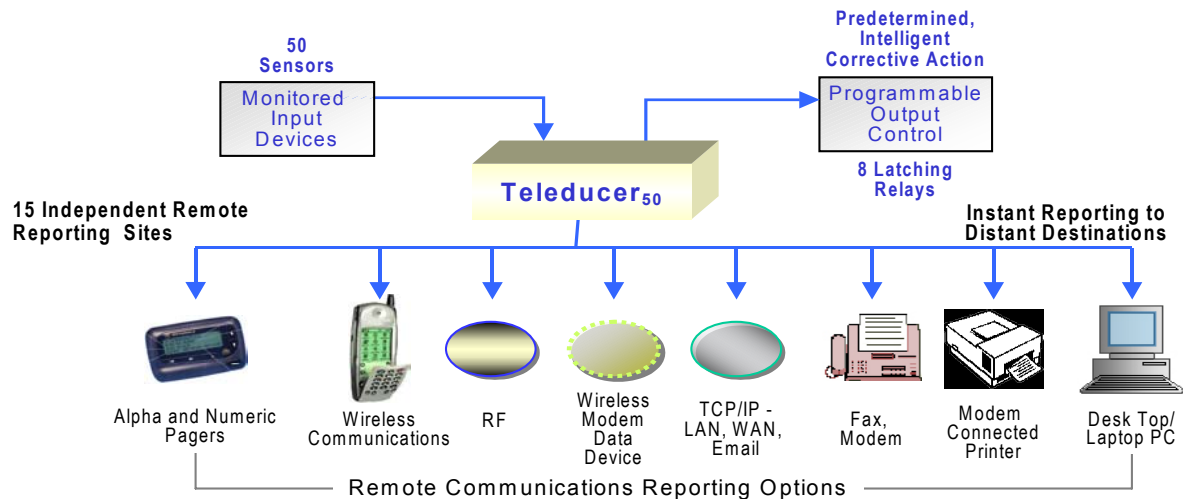 50
Sensors
Monitored
Input
Devices
Predetermined,
Intelligent
Corrective Action
Programmable
Output
Control
8 Latching
Relays
Teleducer50
15 Independent Remote
Reporting Sites
Instant Reporting to
Distant Destinations
Alpha and Numeric
Pagers
Wireless
Communications
RF
Wireless
Modem
Data
Device
TCP/IP -
LAN, WAN,
Email
Fax,
Modem
Modem
Connected
Printer
Desk Top/
Laptop PC
Remote Communications Reporting Options